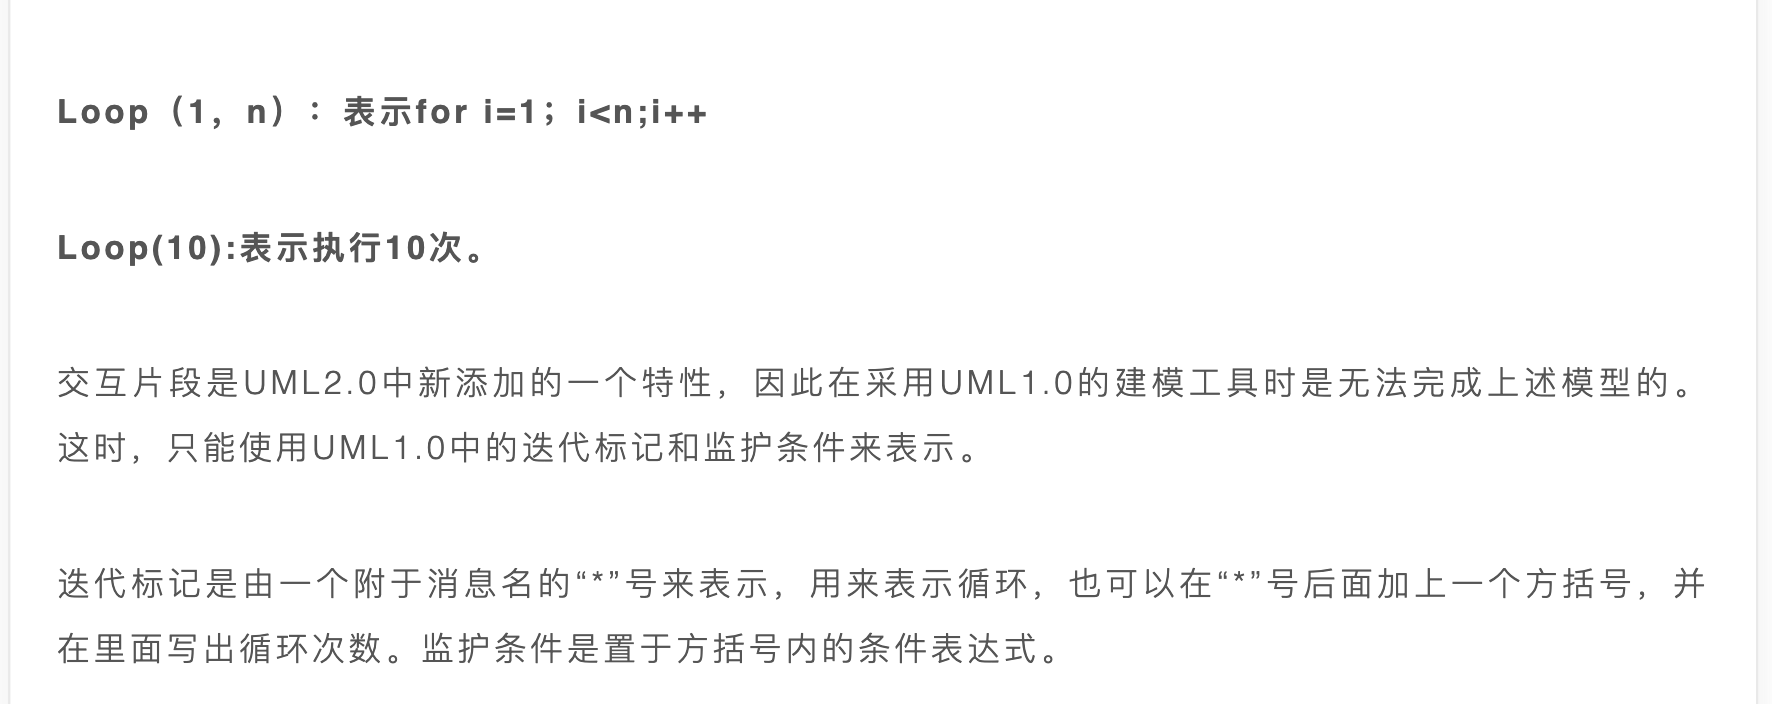 Loop（1，n）：表示for i=1；i<n;i++
Loop(10):表示执行10次。
交互片段是UML2.0中新添加的一个特性，因此在采用UML1.0的建模工具时是无法完成上述模型的。
这时，只能使用UML1.0中的迭代标记和监护条件来表示。
迭代标记是由一个附于消息名的“*”号来表示，用来表示循环，也可以在“*”号后面加上一个方括号，并
在里面写出循环次数。监护条件是置于方括号内的条件表达式。